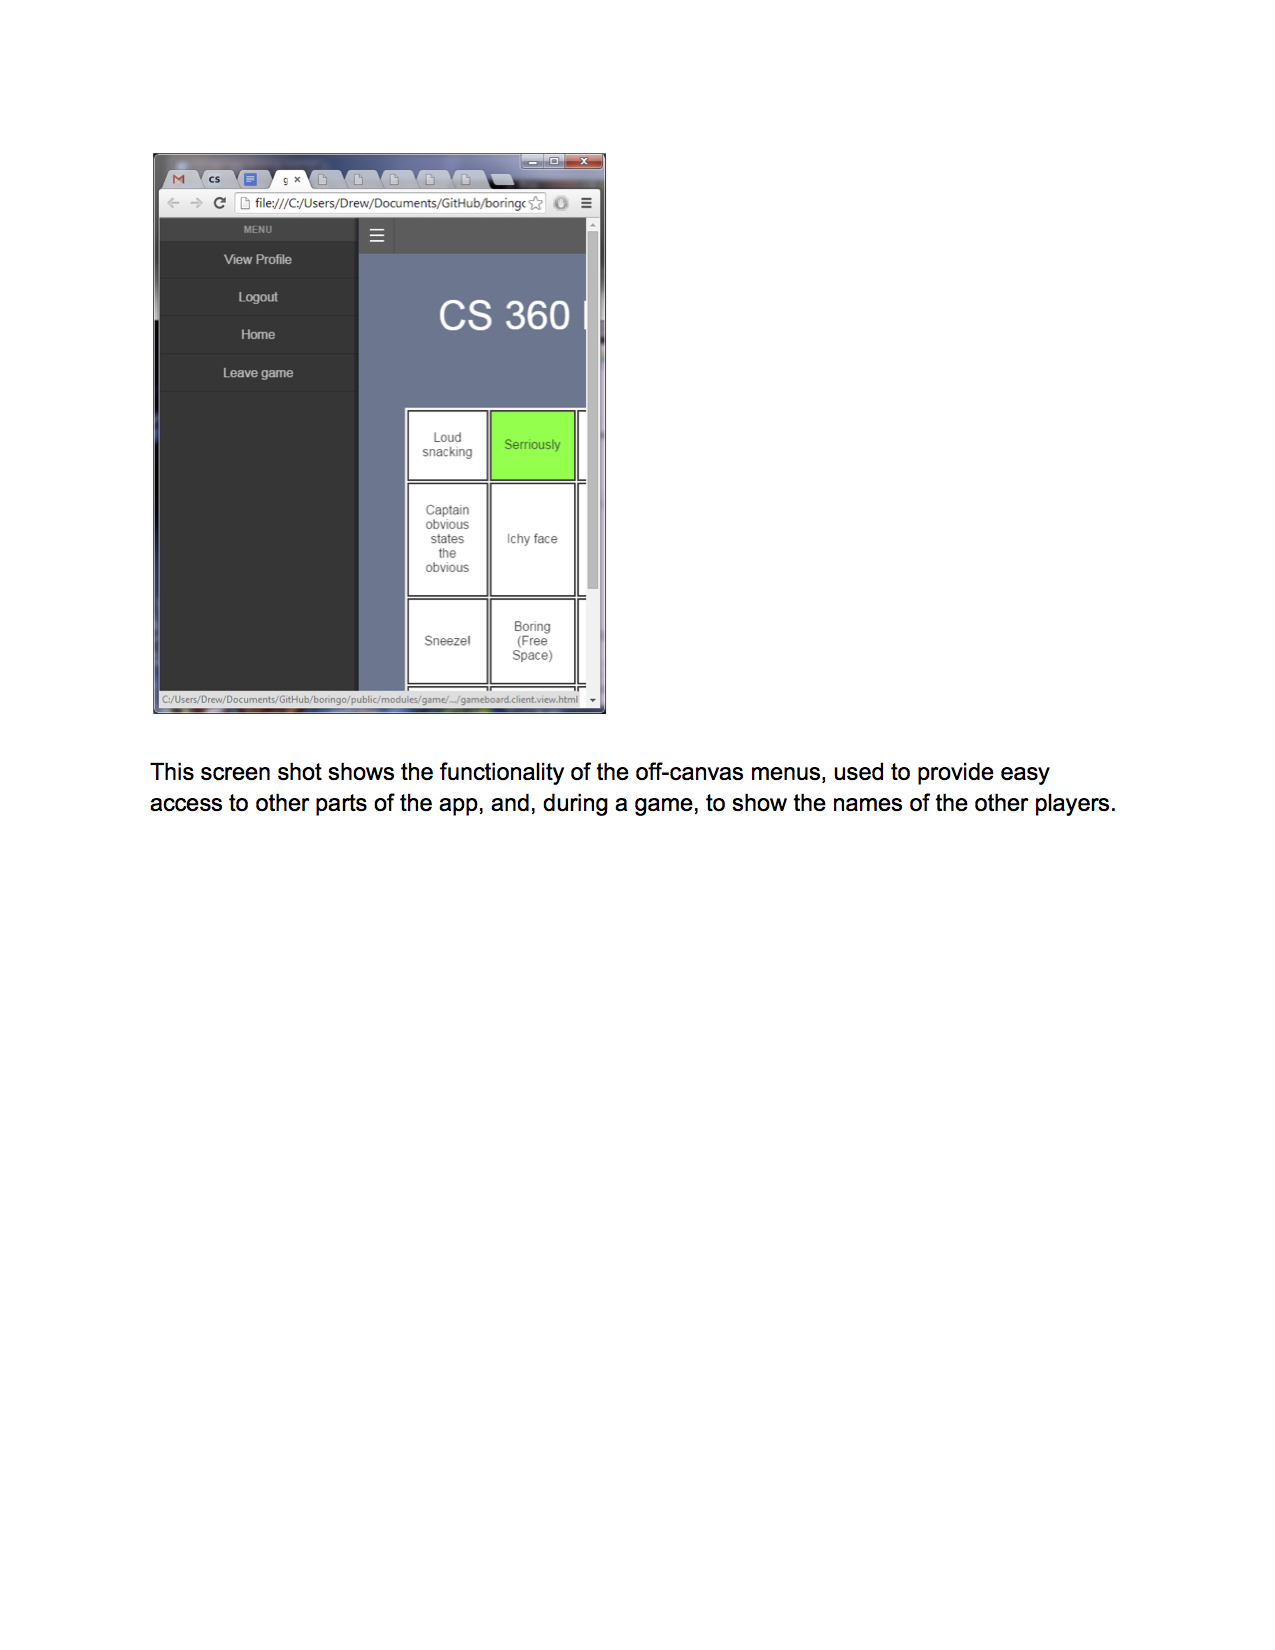 CS
g
file:///C:/Users/Drew/Documents/GitHub/boringo
MENU
View Profile
Logout
Home
Leave game
CS 360
Loud
snacking
Serriously
Captain
obvious
states
the
obvious
Ichy face
Sneeze!
Boring
(Free
Space)
C:/Users/Drew/Documents/GitHub/boringo/public/modules/game/.../gameboard.client.view.html
This screen shot shows the functionality of the off-canvas menus, used to provide easy
access to other parts of the app, and, during a game, to show the names of the other players.